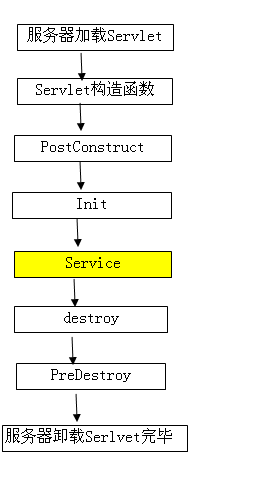 服务器加载Servlet
Servlet构造函数
PostConstruct
Init
Service
destroy
PreDestroy
服务器卸载Serlvet完毕